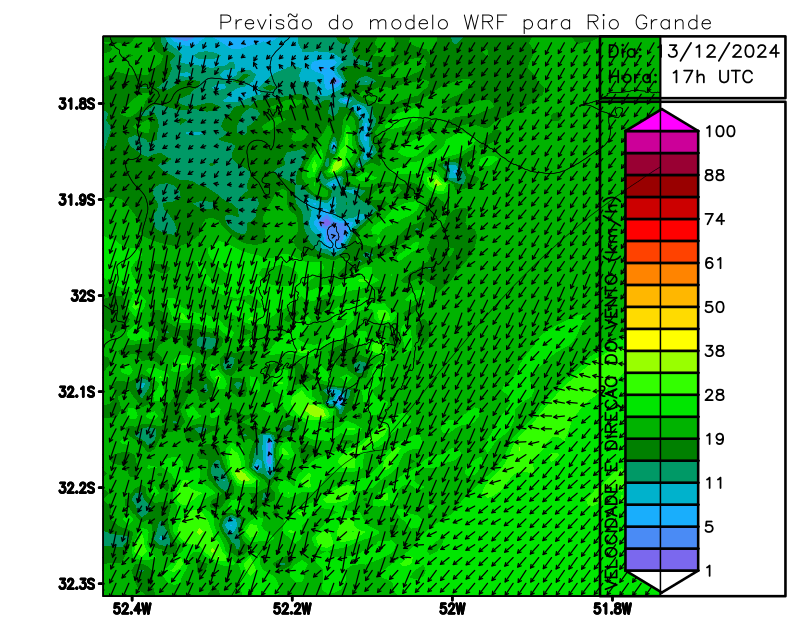 Previsão do modelo WRF para Rio Grande
Dia: 13/12/2024
Hora: 17h UTC
31.8S
31.9S
32S
32.1S
32.2S
32.3S
52.4W
52.2W
52W
51.8W
VELOCIDADE E DIREÇÃO DO VENTO (km/h)
100
88
74
61
50
38
28
19
11
5
1